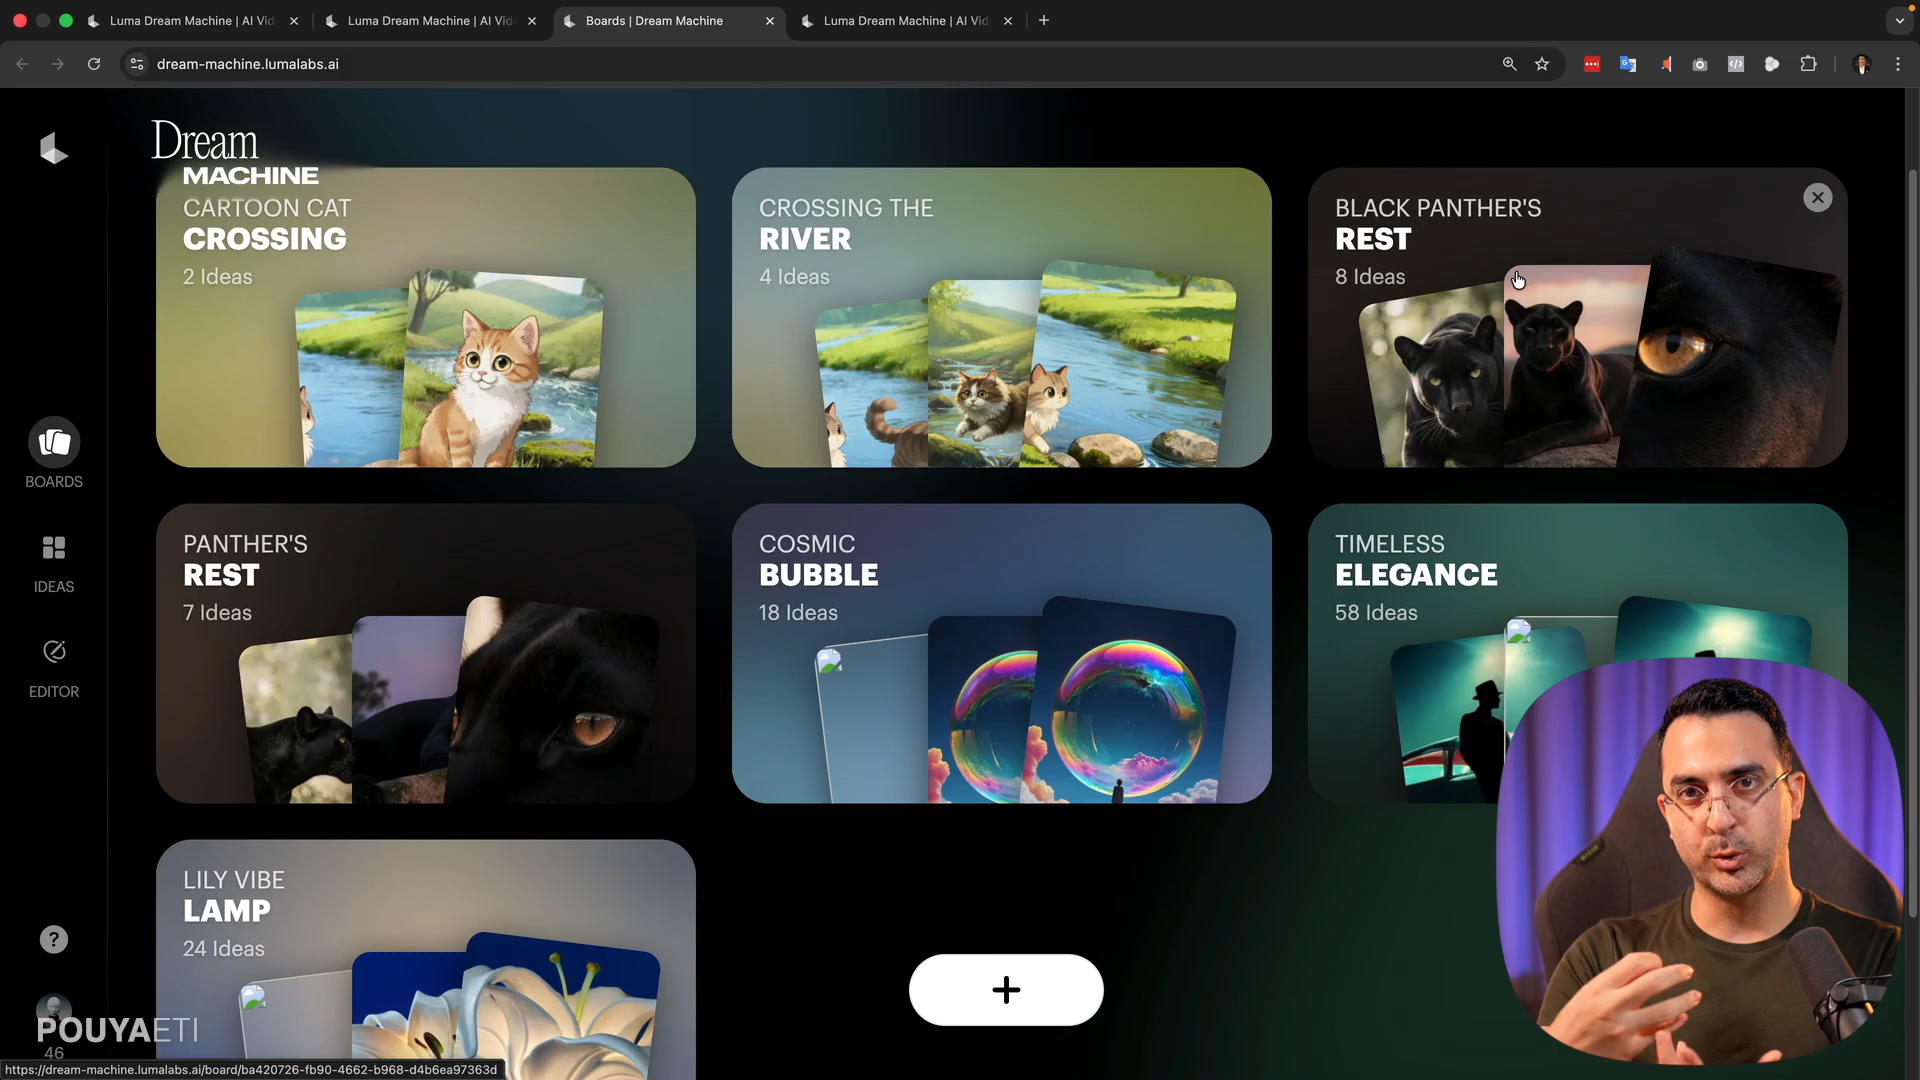 Luma Dream Machine | AI Vid
Luma Dream Machine | AI Vid
Boards | Dream Machine
Luma Dream Machine | AI Vid
dream-machine.lumalabs.ai
Dream
MACHINE
CARTOON CAT
CROSSING
2 Ideas
CROSSING THE
RIVER
4 Ideas
BLACK PANTHER'S
REST
8 Ideas
BOARDS
IDEAS
EDITOR
PANTHER'S
REST
7 Ideas
COSMIC
BUBBLE
18 Ideas
TIMELESS
ELEGANCE
58 Ideas
LILY VIBE
LAMP
24 Ideas
?
+
POUYAETI
46
https://dream-machine.lumalabs.ai/board/ba420726-fb90-4662-b968-d4b6ea97363d